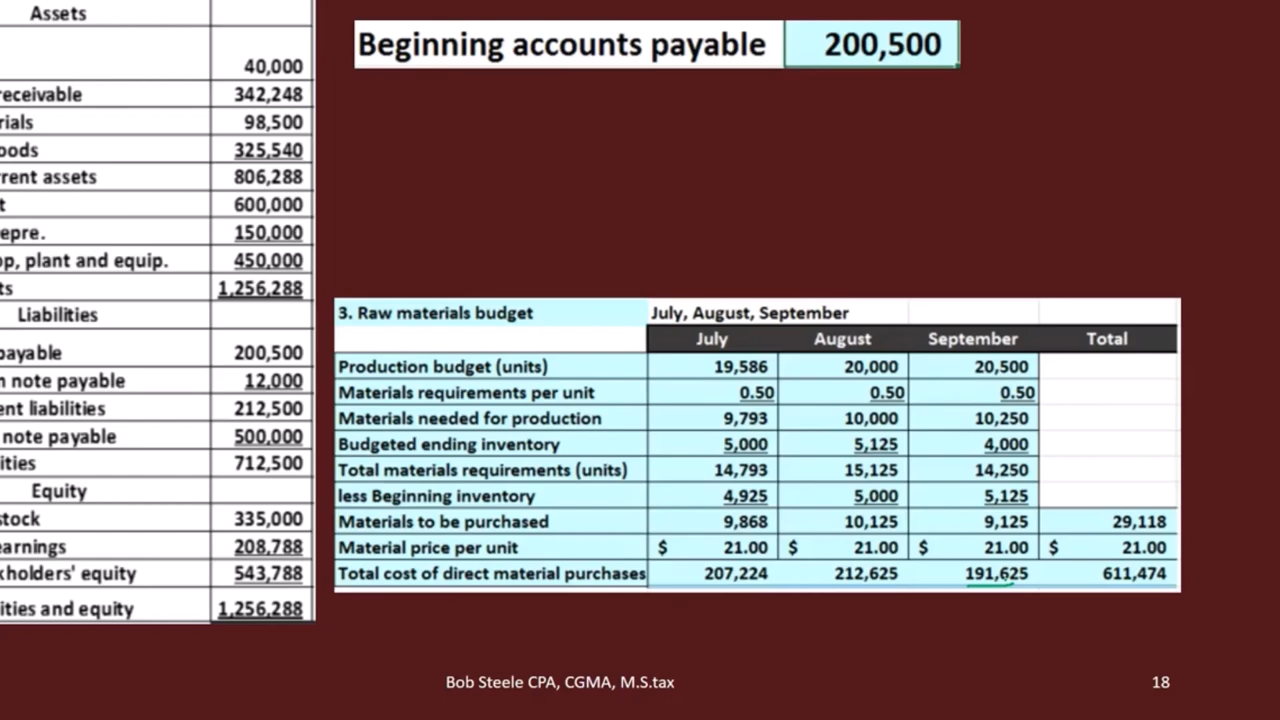 Assets
40,000
receivable 342,248
rials 98,500
oods 325,540
rrent assets 806,288
t 600,000
epre. 150,000
op, plant and equip. 450,000
ts 1,256,288
Liabilities
payable 200,500
n note payable 12,000
ent liabilities 212,500
note payable 500,000
ities 712,500
Equity
stock 335,000
earnings 208,788
kholders' equity 543,788
ities and equity 1,256,288
Beginning accounts payable 200,500
3. Raw materials budget July, August, September
July August September Total
Production budget (units) 19,586 20,000 20,500
Materials requirements per unit 0.50 0.50 0.50
Materials needed for production 9,793 10,000 10,250
Budgeted ending inventory 5,000 5,125 4,000
Total materials requirements (units) 14,793 15,125 14,250
less Beginning inventory 4,925 5,000 5,125
Materials to be purchased 9,868 10,125 9,125 29,118
Material price per unit $ 21.00 $ 21.00 $ 21.00 $ 21.00
Total cost of direct material purchases 207,224 212,625 191,625 611,474
Bob Steele CPA, CGMA, M.S.tax
18